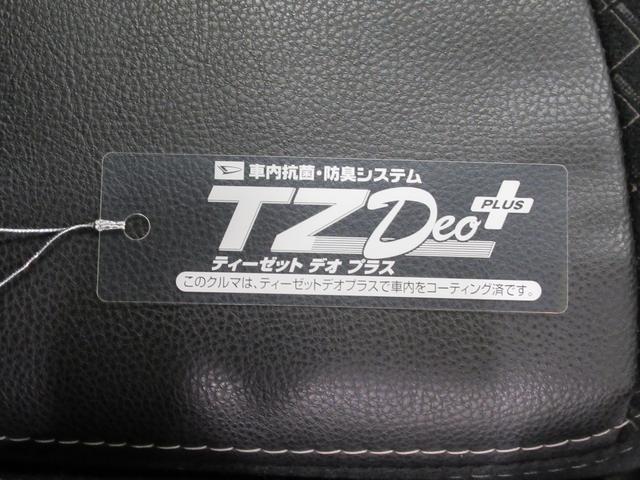 車内抗菌・防臭システム
TZ Deo PLUS
ティーゼット デオ プラス
このクルマは、ティーゼットデオプラスで車内をコーティング済です。